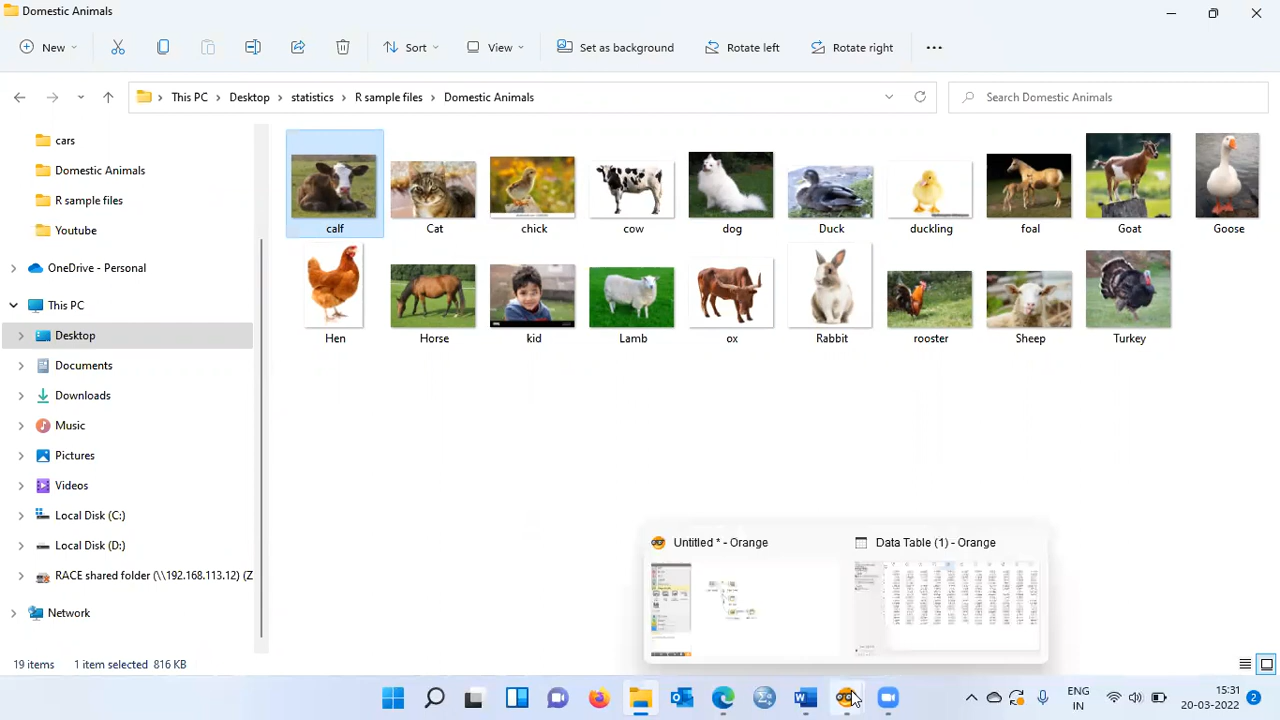 Domestic Animals
New
Sort
View
Set as background
Rotate left
Rotate right
This PC > Desktop > statistics > R sample files > Domestic Animals
Search Domestic Animals
cars
Domestic Animals
R sample files
Youtube
OneDrive - Personal
This PC
Desktop
Documents
Downloads
Music
Pictures
Videos
Local Disk (C:)
Local Disk (D:)
RACE shared folder (\\192.168.113.12) (Z
Network
calf Cat chick cow dog Duck duckling foal Goat Goose
Hen Horse kid Lamb ox Rabbit rooster Sheep Turkey
Untitled * - Orange
Data Table (1) - Orange
19 items 1 item selected 8.6 KB
ENG
IN
15:31
20-03-2022
2